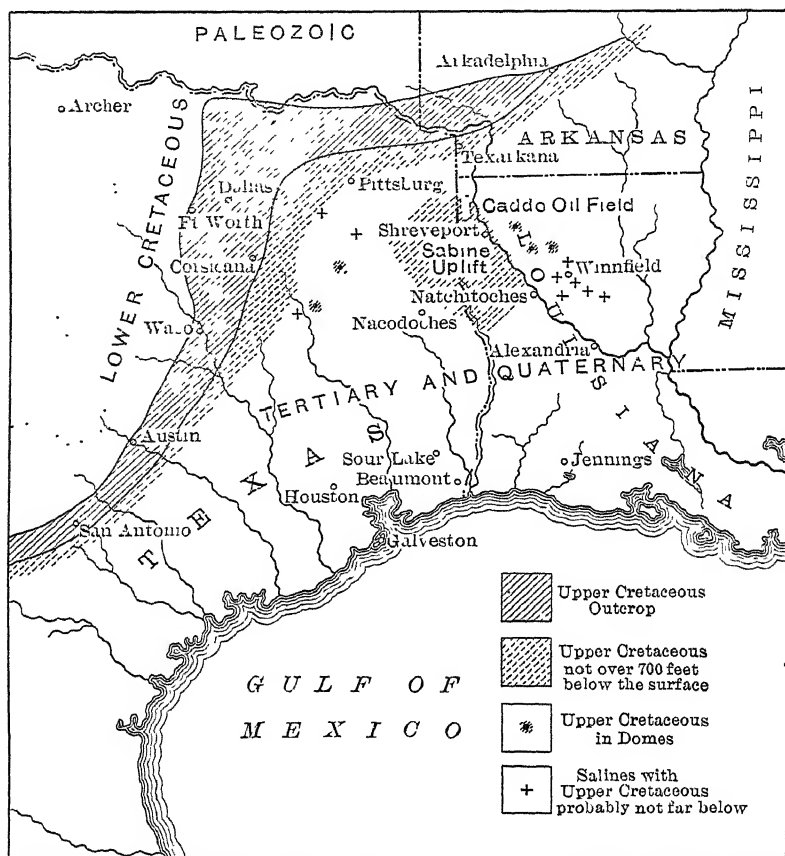 PALEOZOIC
Arkadelphia
Archer
LOWER CRETACEOUS
ARKANSAS
MISSISSIPPI
Texarkana
Dallas
Pittsburg
Ft Worth
Caddo Oil Field
Shreveport
Sabine
Uplift
Corsicana
Winnfield
Natchitoches
Waco
Nacodoches
LOUISIANA
Alexandria
TERTIARY AND QUATERNARY
Austin
TEXAS
Sour Lake
Jennings
Beaumont
Houston
San Antonio
Galveston
Upper Cretaceous
Outcrop
Upper Cretaceous
not over 700 feet
below the surface
GULF OF
MEXICO
Upper Cretaceous
in Domes
Salines with
Upper Cretaceous
probably not far below